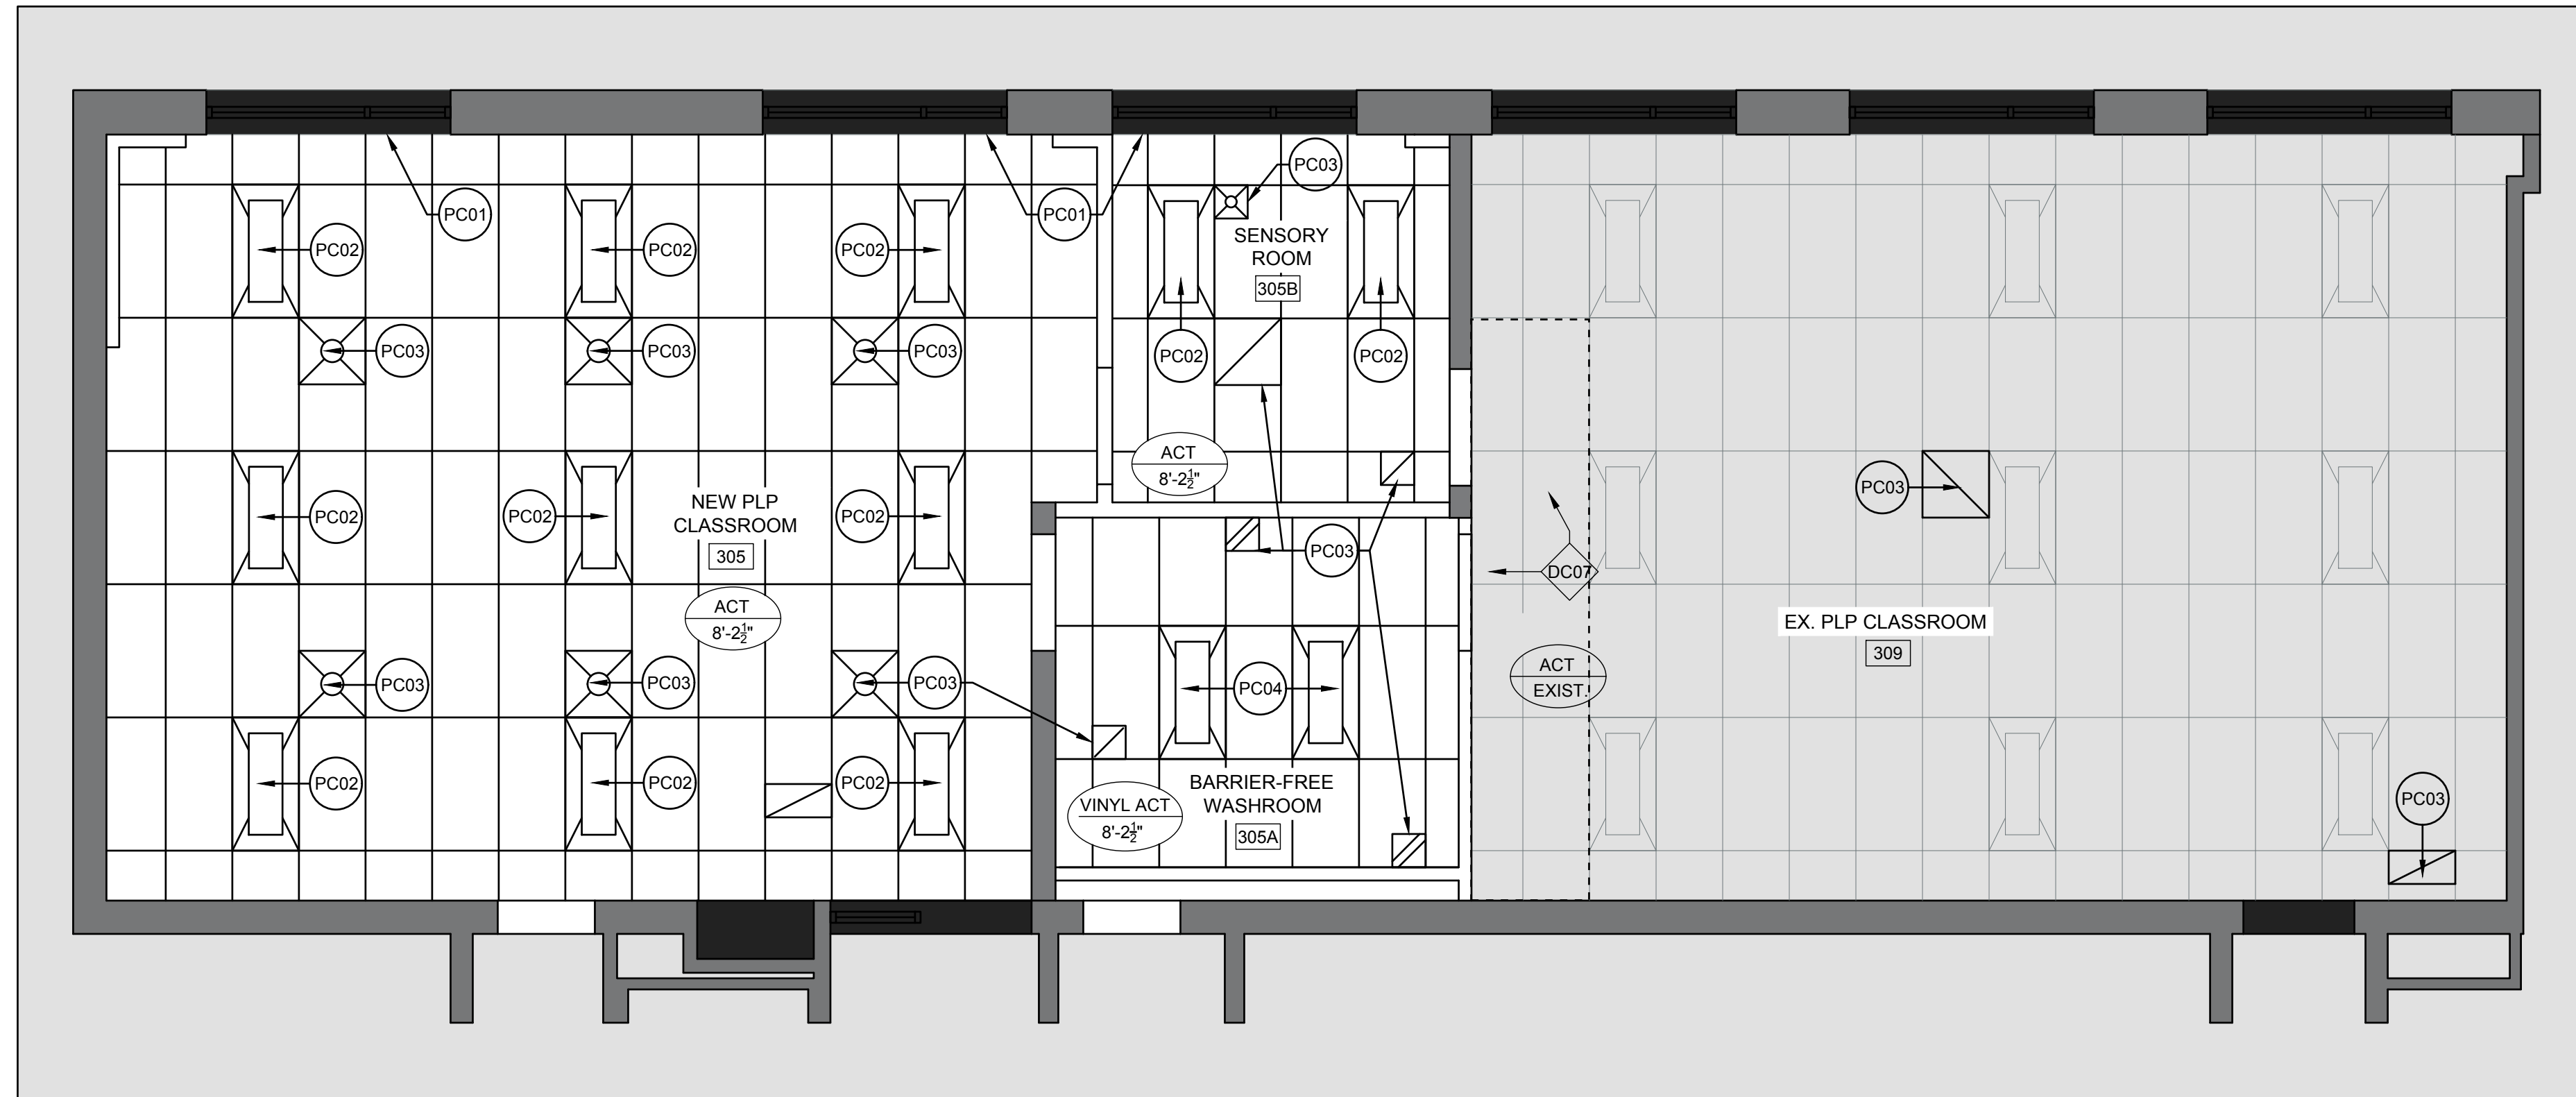 PC03
PC01
PC01
PC02
PC02
PC02
SENSORY
ROOM
305B
PC03
PC03
PC03
PC02
PC02
ACT
8'-2½"
PC02
PC02
PC02
NEW PLP
CLASSROOM
305
PC03
PC03
DC07
ACT
8'-2½"
EX. PLP CLASSROOM
309
ACT
EXIST.
PC03
PC03
PC03
PC04
PC02
PC02
PC02
BARRIER-FREE
WASHROOM
305A
VINYL ACT
8'-2½"
PC03